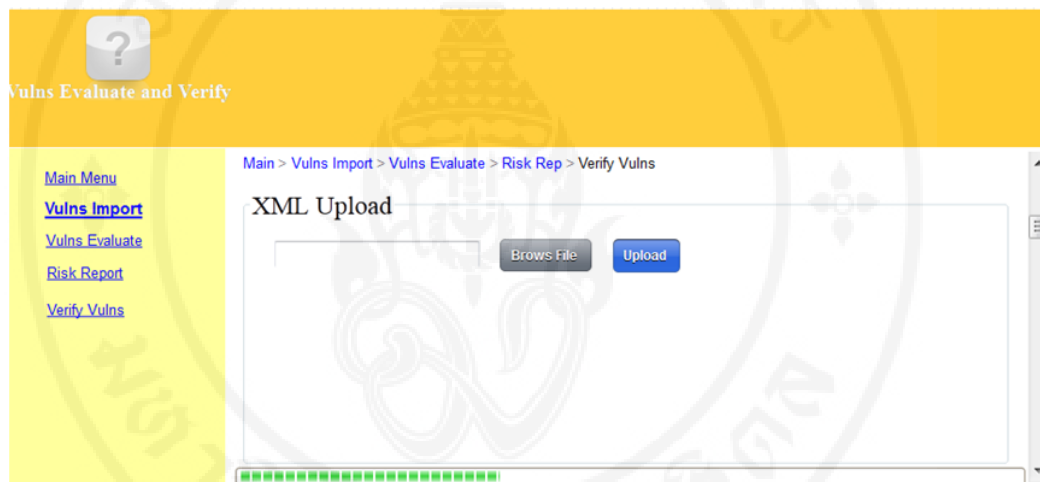 ?
Vulns Evaluate and Verify
Main Menu
Vulns Import
Vulns Evaluate
Risk Report
Verify Vulns
Main > Vulns Import > Vulns Evaluate > Risk Rep > Verify Vulns
XML Upload
Brows File
Upload